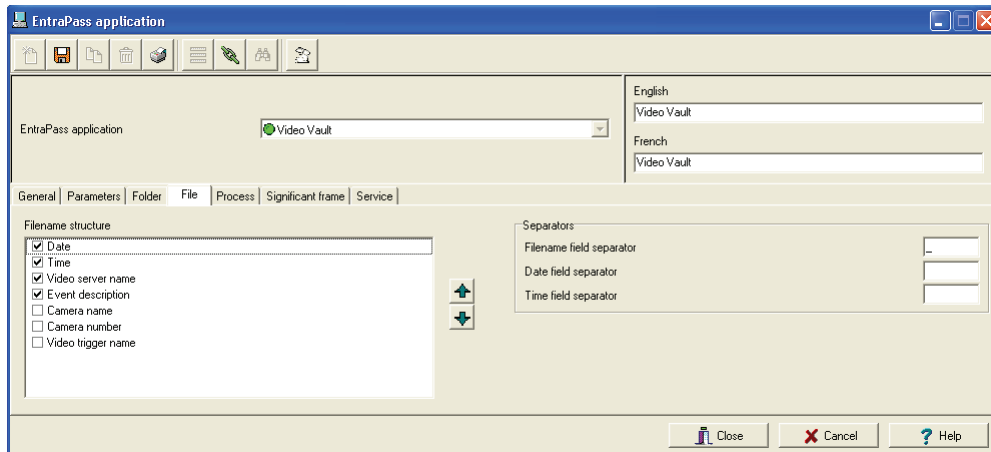 EntraPass application
English
Video Vault
EntraPass application
Video Vault
French
Video Vault
General Parameters Folder File Process Significant frame Service
Filename structure
Date
Time
Video server name
Event description
Camera name
Camera number
Video trigger name
Separators
Filename field separator _
Date field separator
Time field separator
Close Cancel ? Help